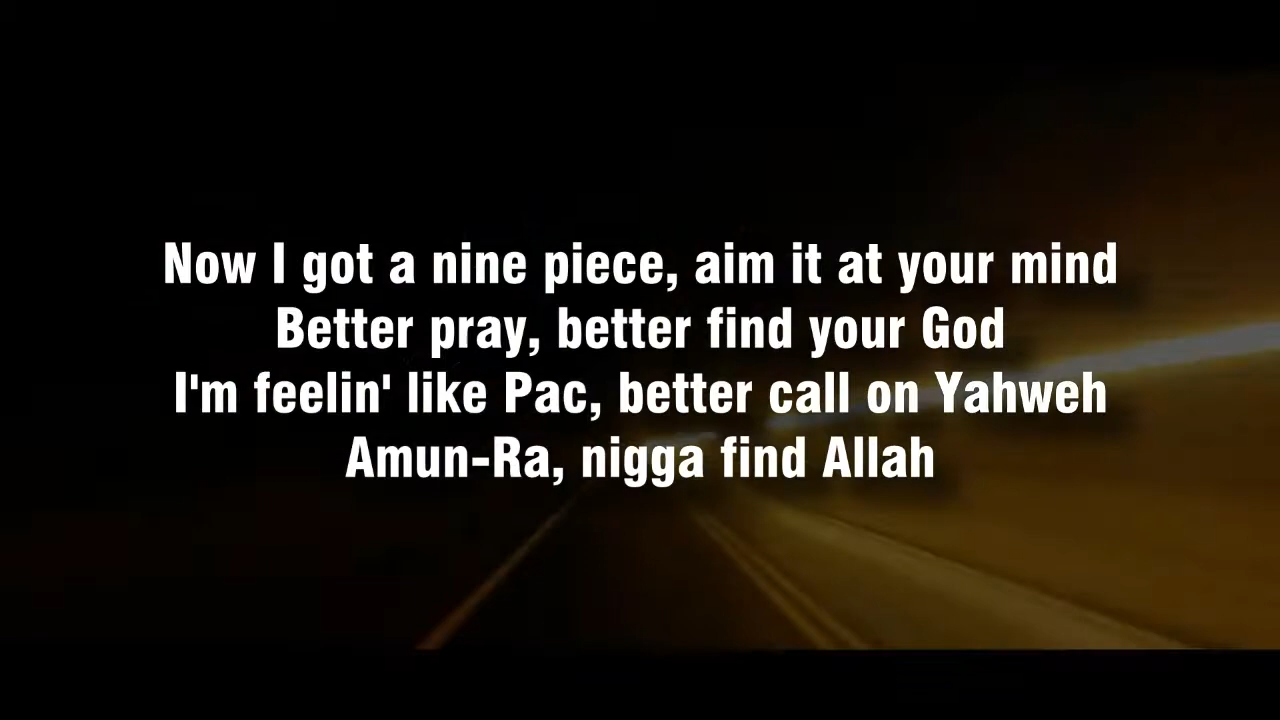 Now I got a nine piece, aim it at your mind
Better pray, better find your God
I'm feelin' like Pac, better call on Yahweh
Amun-Ra, nigga find Allah